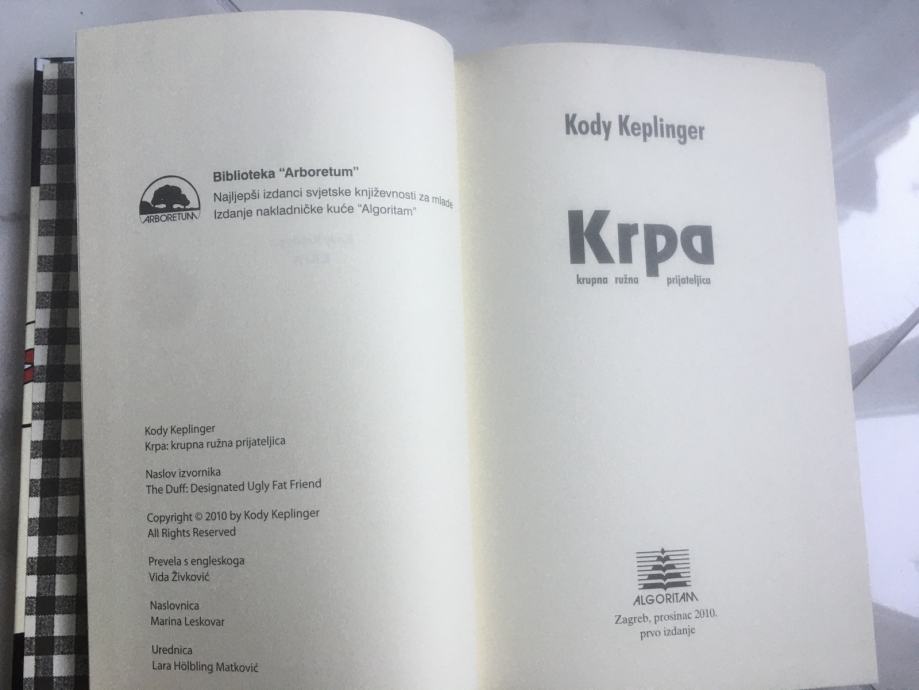 ARBORETUM
Biblioteka "Arboretum"
Najljepši izdanci svjetske književnosti za mlade
Izdanje nakladničke kuće "Algoritam"
Kody Keplinger
Krpa: krupna ružna prijateljica
Naslov izvornika
The Duff: Designated Ugly Fat Friend
Copyright © 2010 by Kody Keplinger
All Rights Reserved
Prevela s engleskoga
Vida Živković
Naslovnica
Marina Leskovar
Urednica
Lara Hölbling Matković
Kody Keplinger
Krpa
krupna ružna prijateljica
ALGORITAM
Zagreb, prosinac 2010.
prvo izdanje